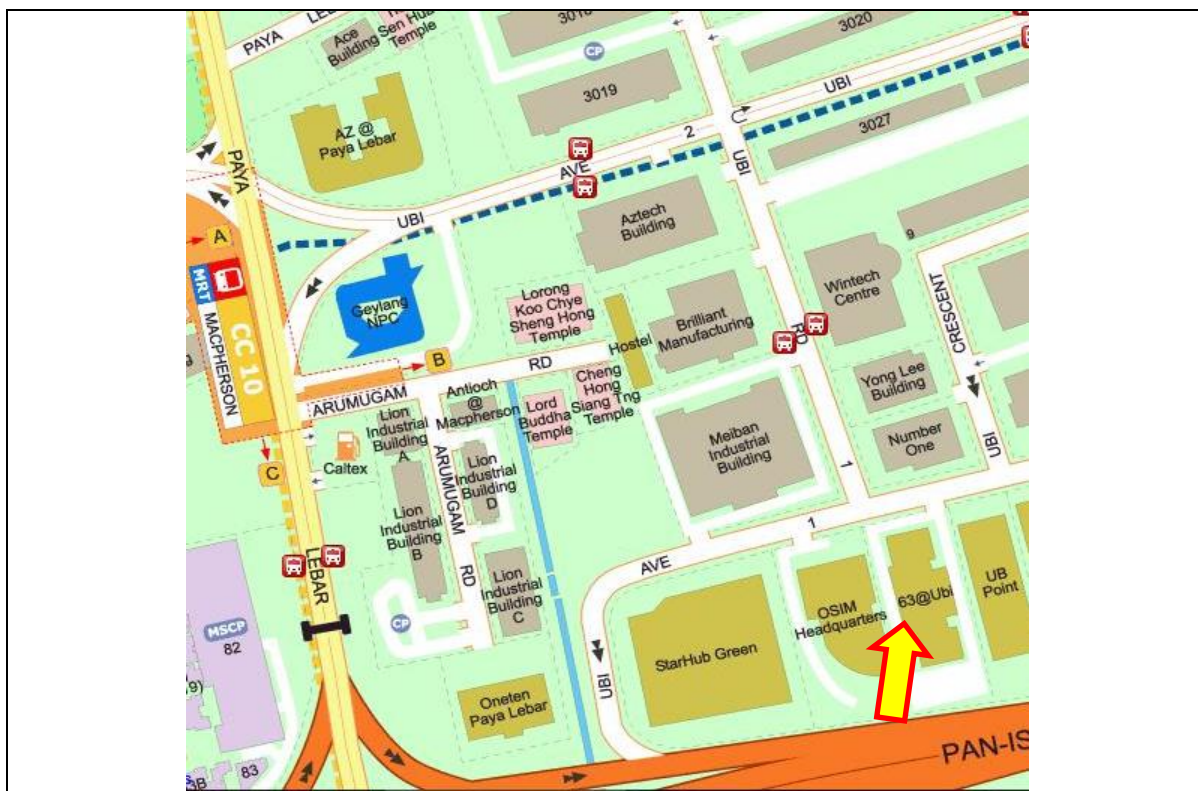 PAYA
Ace
Building
Sen Hua
Temple
3020
CP
3019
UBI
AZ @
Paya Lebar
3027
2
AVE
UBI
PAYA
UBI
A
MRT
MACPHERSON
CC 10
Aztech
Building
9
Wintech
Centre
CRESCENT
Geylang
NPC
Lorong
Koo Chye
Sheng Hong
Temple
Hostel
Brilliant
Manufacturing
RD
B
RD
ARUMUGAM
Antioch
@
Macpherson
Lord
Buddha
Temple
Cheng
Hong
Siang Tng
Temple
Yong Lee
Building
Number
One
UBI
C
Caltex
Lion
Industrial
Building
A
Lion
Industrial
Building
D
ARUMUGAM
RD
Meiban
Industrial
Building
1
1
AVE
UBI
Lion
Industrial
Building
B
Lion
Industrial
Building
C
CP
LEBAR
MSCP
82
9)
OSIM
Headquarters
63@Ubi
UB
Point
StarHub Green
Oneten
Paya Lebar
PAN-IS
83